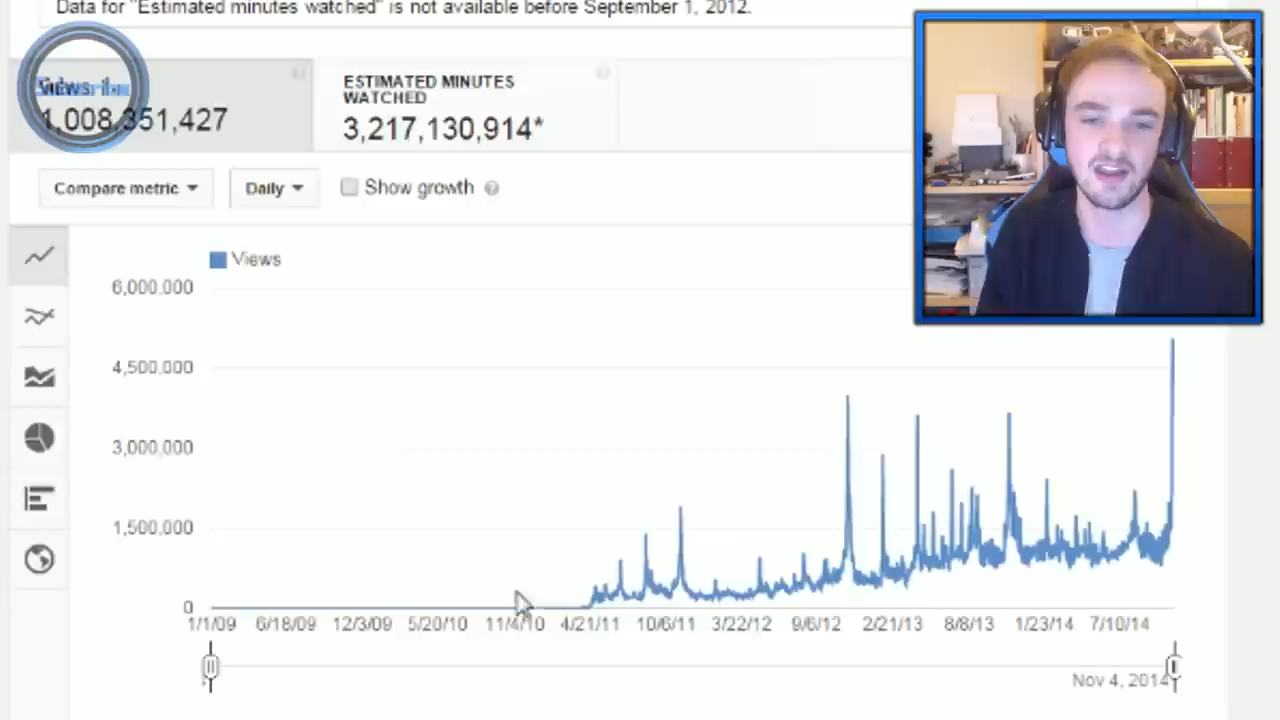 Data for "Estimated minutes watched" is not available before September 1, 2012.
1,008,351,427
ESTIMATED MINUTES
WATCHED
3,217,130,914*
Compare metric
Daily
Show growth
Views
6,000,000
4,500,000
3,000,000
1,500,000
0
1/1/09 6/18/09 12/3/09 5/20/10 11/4/10 4/21/11 10/6/11 3/22/12 9/6/12 2/21/13 8/8/13 1/23/14 7/10/14
Nov 4, 2014